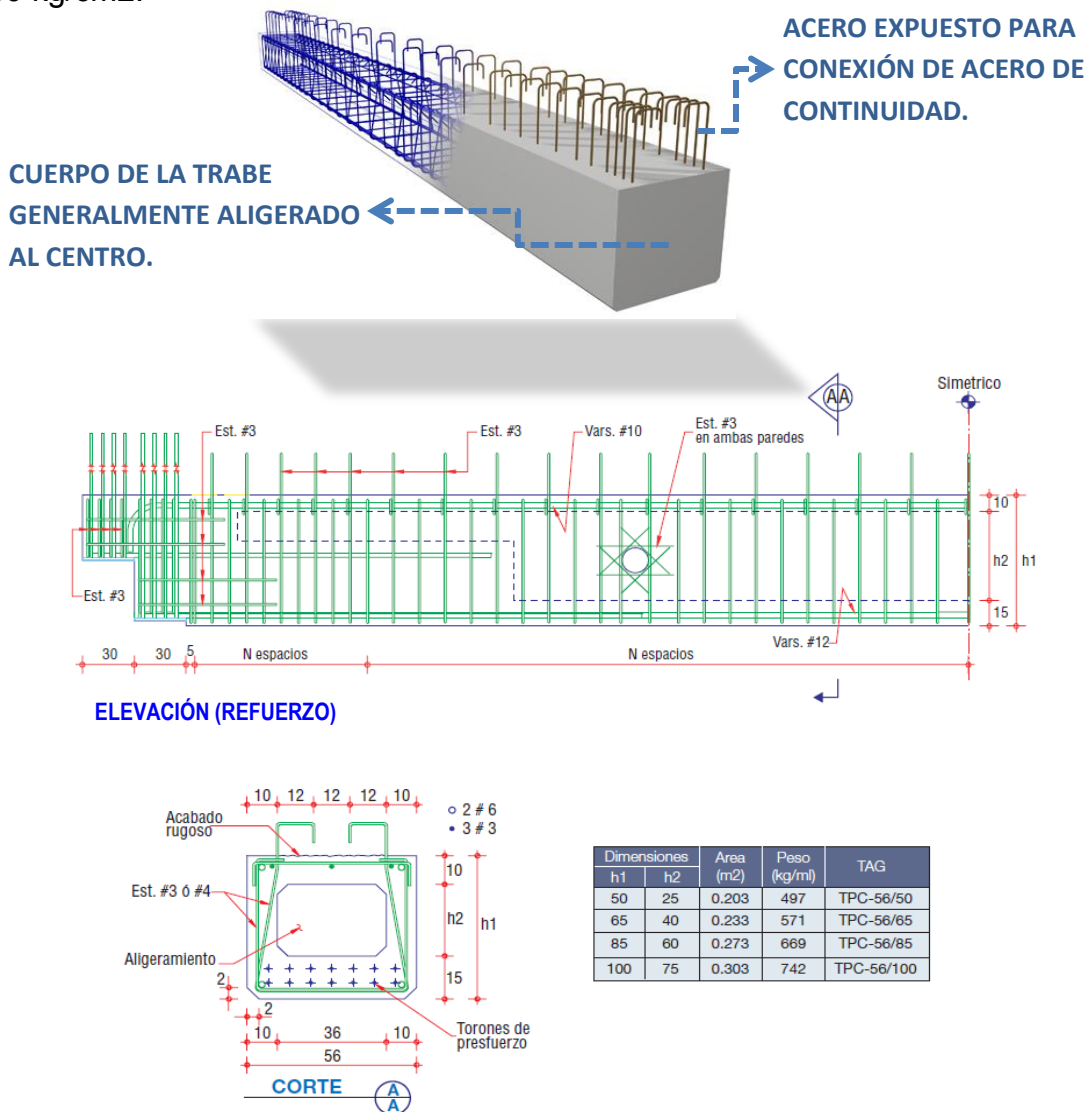 ACERO EXPUESTO PARA
CONEXIÓN DE ACERO DE
CONTINUIDAD.
CUERPO DE LA TRABE
GENERALMENTE ALIGERADO
AL CENTRO.
AA
Simetrico
Est. #3
Est. #3
Vars. #10
Est. #3
en ambas paredes
10
h2
h1
15
Est. #3
Vars. #12
30
30
5
N espacios
N espacios
ELEVACIÓN (REFUERZO)
10 12 12 12 10
2 # 6
3 # 3
Acabado
rugoso
10
Est. #3 ó #4
h2
h1
Aligeramiento
15
2
2
10 36 10
Torones de
presfuerzo
56
CORTE A
A
Dimensiones Area (m2) Peso (kg/ml) TAG
h1 h2
50 25 0.203 497 TPC-56/50
65 40 0.233 571 TPC-56/65
85 60 0.273 669 TPC-56/85
100 75 0.303 742 TPC-56/100